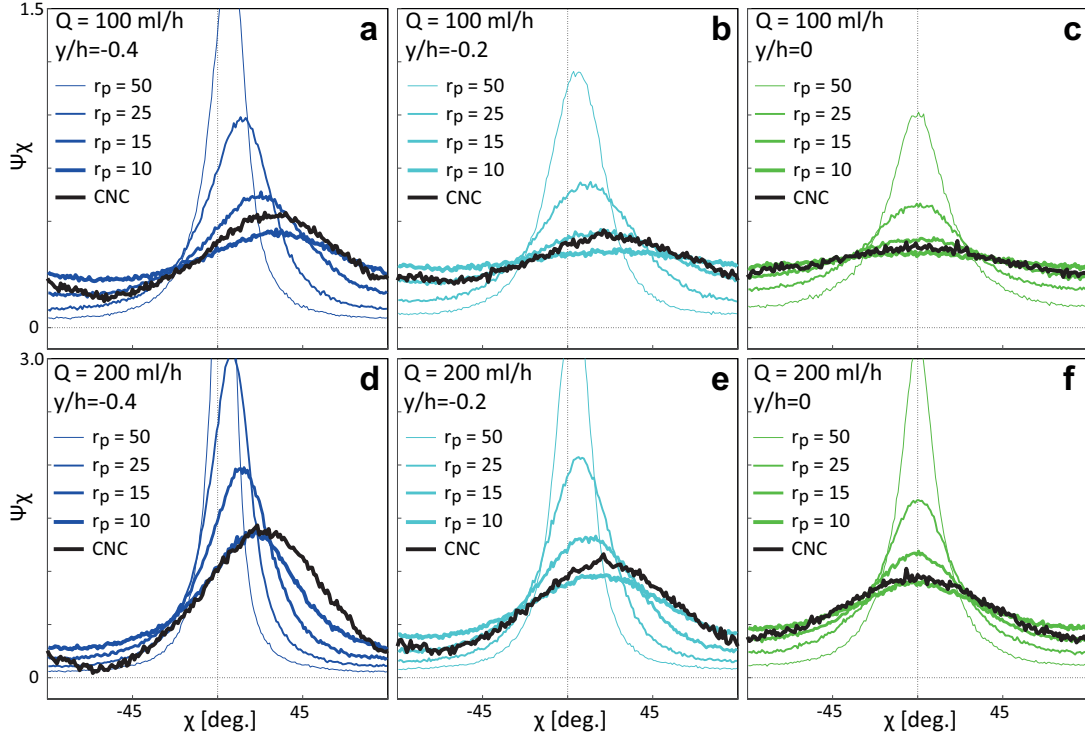 1.5
Q = 100 ml/h
y/h=-0.4
a
rp = 50
rp = 25
rp = 15
rp = 10
CNC
Ψχ
0
Q = 100 ml/h
y/h=-0.2
b
rp = 50
rp = 25
rp = 15
rp = 10
CNC
Q = 100 ml/h
y/h=0
c
rp = 50
rp = 25
rp = 15
rp = 10
CNC
3.0
Q = 200 ml/h
y/h=-0.4
d
rp = 50
rp = 25
rp = 15
rp = 10
CNC
Ψχ
0
-45
45
χ [deg.]
Q = 200 ml/h
y/h=-0.2
e
rp = 50
rp = 25
rp = 15
rp = 10
CNC
-45
45
χ [deg.]
Q = 200 ml/h
y/h=0
f
rp = 50
rp = 25
rp = 15
rp = 10
CNC
-45
45
χ [deg.]